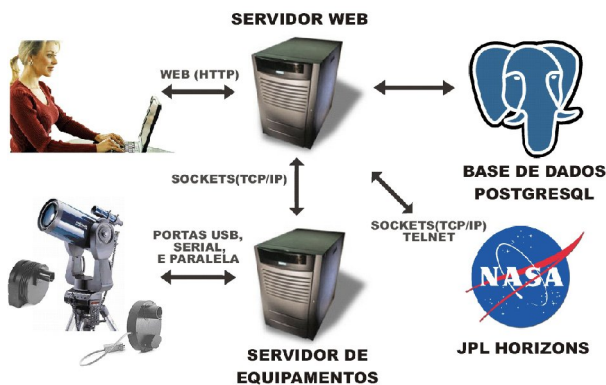 SERVIDOR WEB
WEB (HTTP)
BASE DE DADOS
POSTGRESQL
SOCKETS(TCP/IP)
SOCKETS(TCP/IP)
TELNET
PORTAS USB,
SERIAL,
E PARALELA
NASA
JPL HORIZONS
SERVIDOR DE
EQUIPAMENTOS